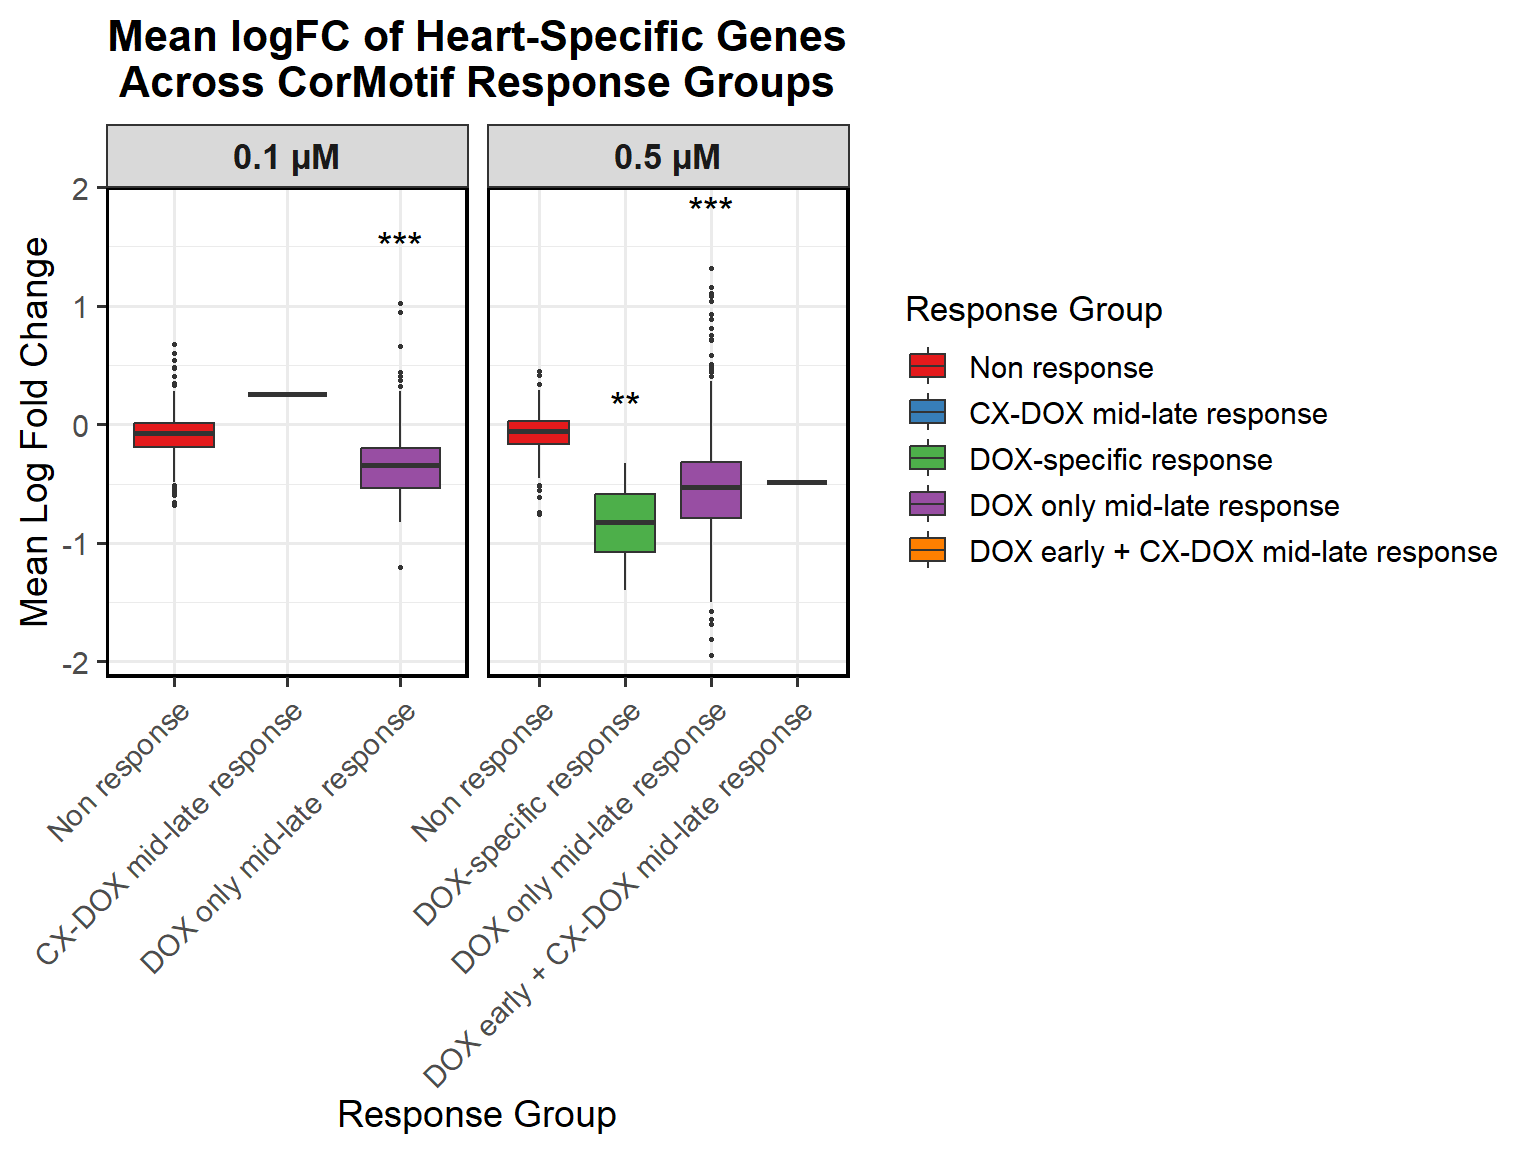 Mean logFC of Heart-Specific Genes
Across CorMotif Response Groups
0.1 µM
0.5 µM
Mean Log Fold Change
2
1
0
-1
-2
***
**
***
Non response
CX-DOX mid-late response
DOX only mid-late response
Non response
DOX-specific response
DOX only mid-late response
DOX early + CX-DOX mid-late response
Response Group
Response Group
Non response
CX-DOX mid-late response
DOX-specific response
DOX only mid-late response
DOX early + CX-DOX mid-late response